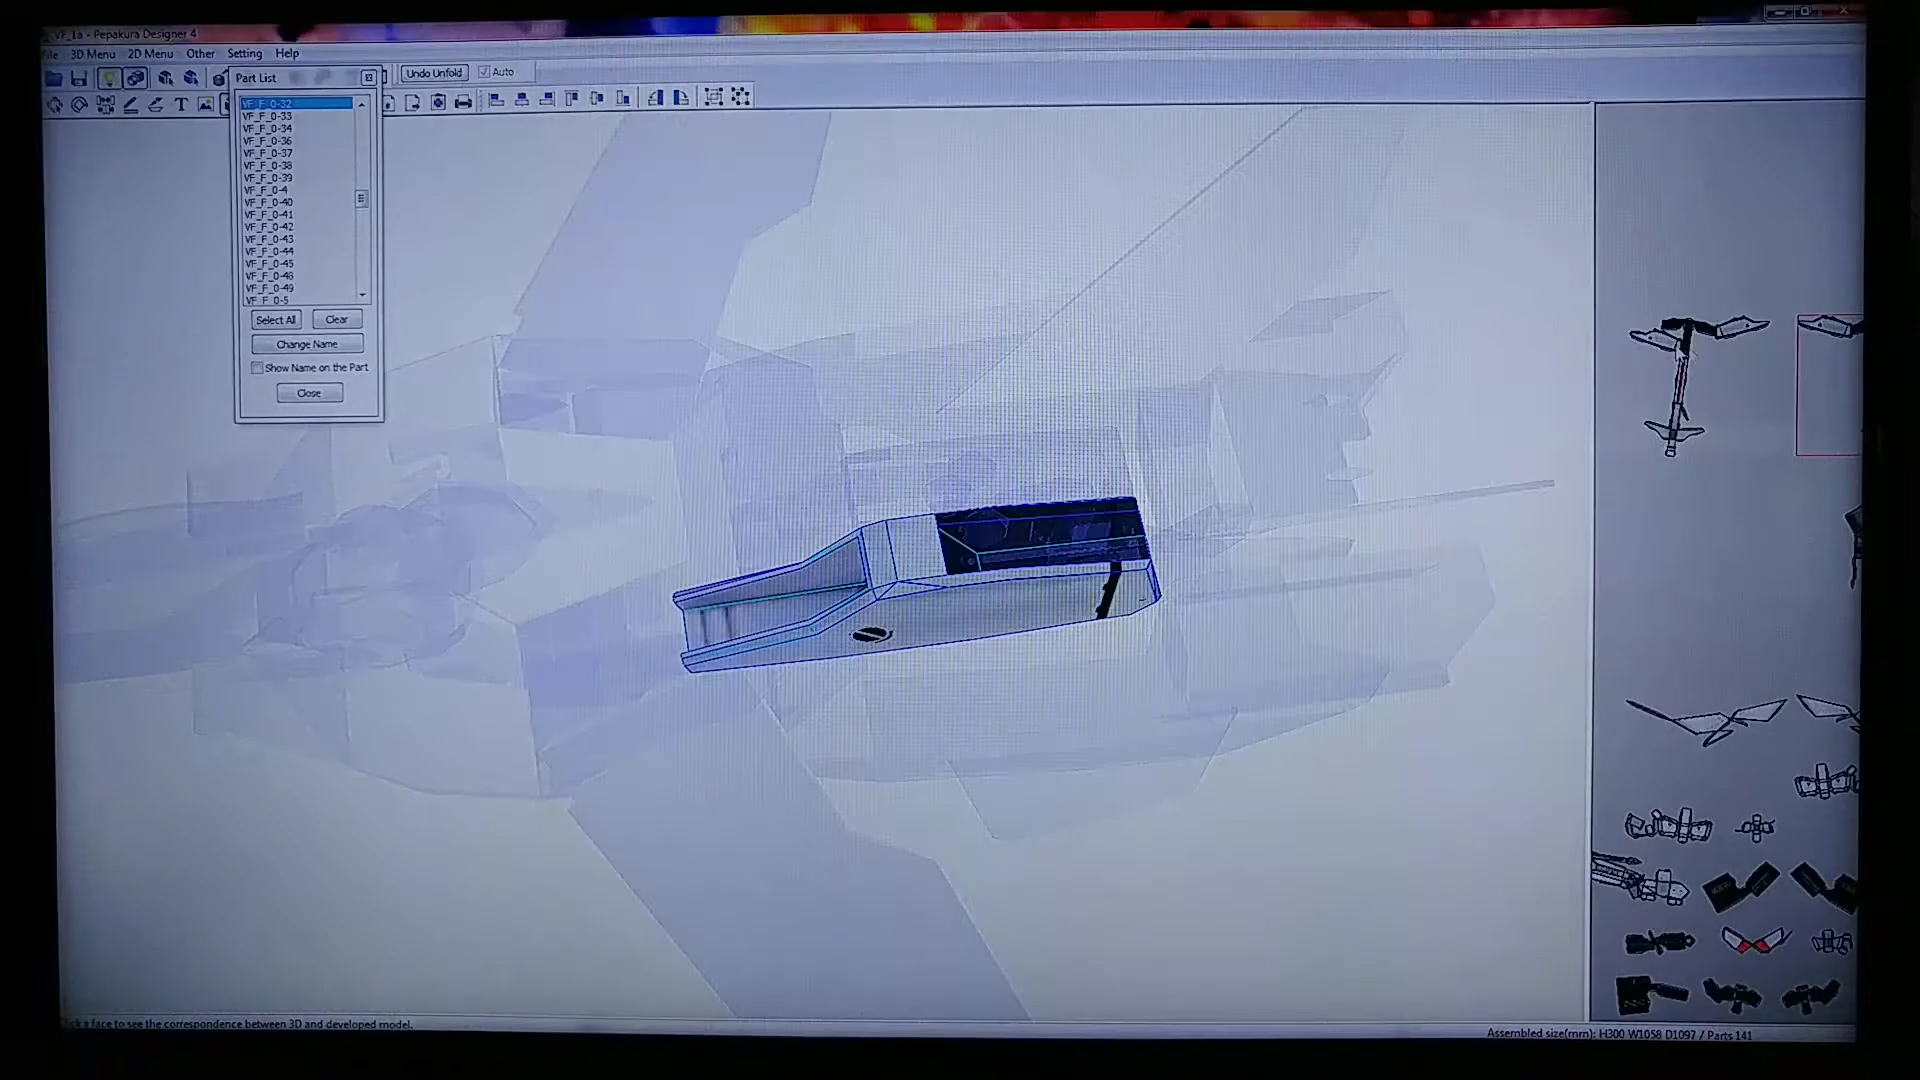 VF_1a - Pepakura Designer 4
3D Menu 2D Menu Other Setting Help
Part List
Undo Unfold
Auto
VF_F_0-32
VF_F_0-33
VF_F_0-34
VF_F_0-36
VF_F_0-37
VF_F_0-38
VF_F_0-39
VF_F_0-4
VF_F_0-40
VF_F_0-41
VF_F_0-42
VF_F_0-43
VF_F_0-44
VF_F_0-45
VF_F_0-48
VF_F_0-49
VF_F_0-5
Select All Clear
Change Name
Show Name on the Part
Close
a face to see the correspondence between 3D and developed model.
Assembled size(mm): H300 W1058 D1097 / Parts 141